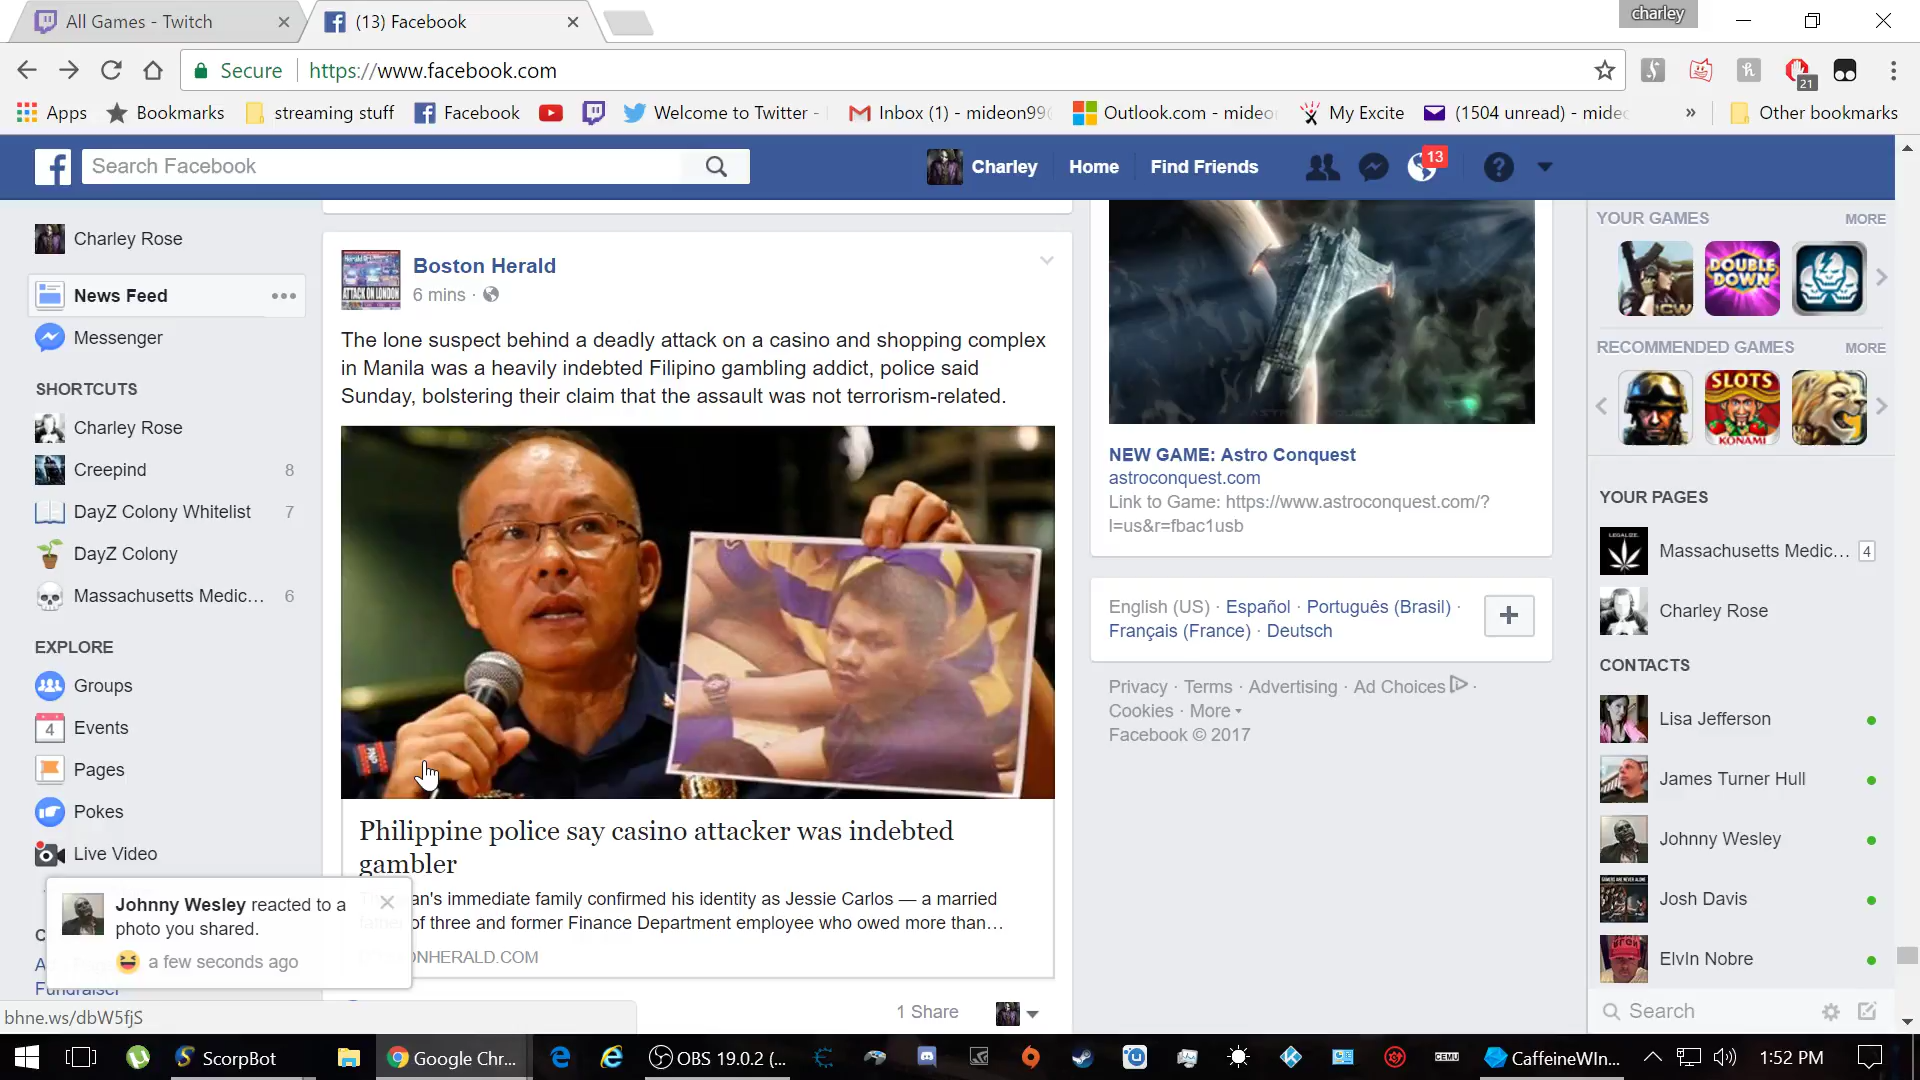 All Games - Twitch
(13) Facebook
charley
Secure
https://www.facebook.com
21
Apps
Bookmarks
streaming stuff
Facebook
Welcome to Twitter -
Inbox (1) - mideon99
Outlook.com - mideo
My Excite
(1504 unread) - mide
»
Other bookmarks
Search Facebook
Charley
Home
Find Friends
13
Charley Rose
News Feed
Messenger
SHORTCUTS
Charley Rose
Creepind 8
DayZ Colony Whitelist 7
DayZ Colony
Massachusetts Medic... 6
EXPLORE
Groups
4
Events
Pages
Pokes
Live Video
Johnny Wesley reacted to a
photo you shared.
a few seconds ago
Fundraiser
bhne.ws/dbW5fjS
Boston Herald
6 mins ·
ATTACK ON LONDON
The lone suspect behind a deadly attack on a casino and shopping complex
in Manila was a heavily indebted Filipino gambling addict, police said
Sunday, bolstering their claim that the assault was not terrorism-related.
Philippine police say casino attacker was indebted
gambler
an's immediate family confirmed his identity as Jessie Carlos — a married
of three and former Finance Department employee who owed more than...
ONHERALD.COM
1 Share
NEW GAME: Astro Conquest
astroconquest.com
Link to Game: https://www.astroconquest.com/?
l=us&r=fbac1usb
English (US) · Español · Português (Brasil) ·
Français (France) · Deutsch
+
Privacy · Terms · Advertising · Ad Choices ·
Cookies · More
Facebook © 2017
YOUR GAMES MORE
DOUBLE
DOWN
RECOMMENDED GAMES MORE
SLOTS
KONAMI
YOUR PAGES
LEGALIZE
Massachusetts Medic... 4
Charley Rose
CONTACTS
Lisa Jefferson
James Turner Hull
Johnny Wesley
Josh Davis
ElvIn Nobre
Search
ScorpBot
Google Chr...
OBS 19.0.2 (...
CEMU
CaffeineWIn...
1:52 PM